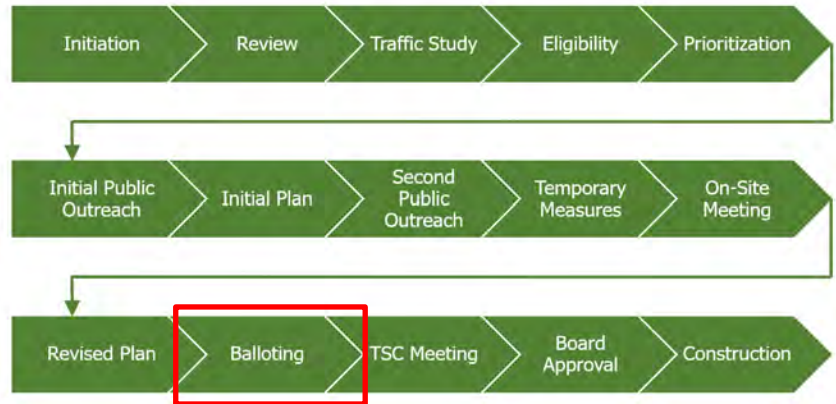 Initiation
Review
Traffic Study
Eligibility
Prioritization
Initial Public
Outreach
Initial Plan
Second
Public
Outreach
Temporary
Measures
On-Site
Meeting
Revised Plan
Balloting
TSC Meeting
Board
Approval
Construction